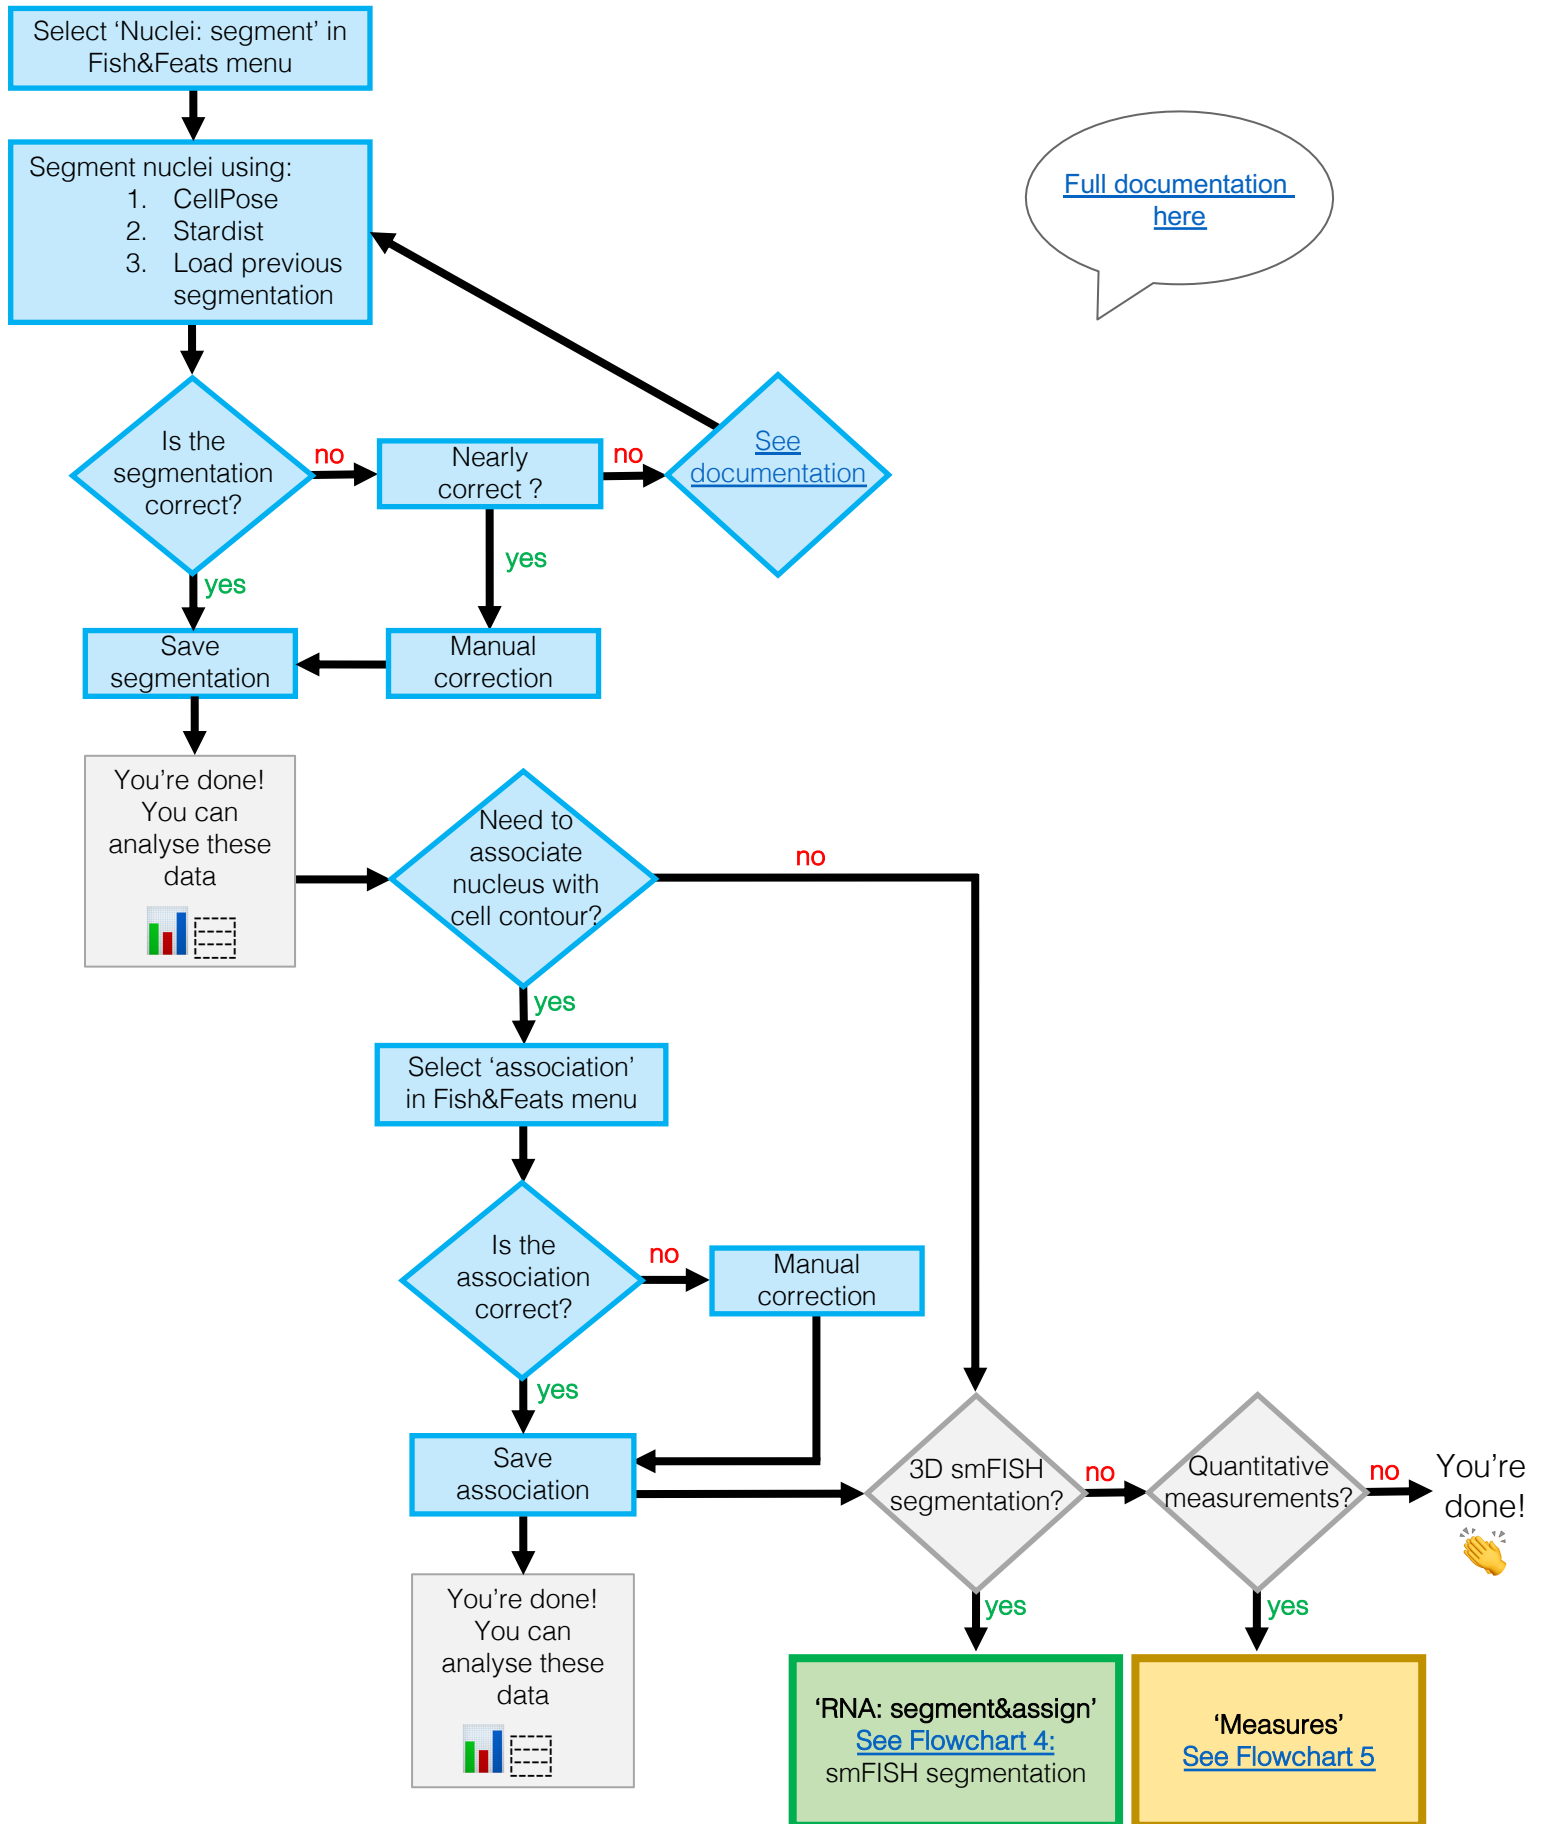 Select ‘Nuclei: segment’ in
Fish&Feats menu
Segment nuclei using:
1. CellPose
2. Stardist
3. Load previous
segmentation
Full documentation
here
Is the
segmentation
correct?
no
Nearly
correct ?
no
See
documentation
yes
yes
Save
segmentation
Manual
correction
You’re done!
You can
analyse these
data
Need to
associate
nucleus with
cell contour?
no
yes
Select ‘association’
in Fish&Feats menu
Is the
association
correct?
no
Manual
correction
yes
Save
association
3D smFISH
segmentation?
no
Quantitative
measurements?
no
You’re
done!
You’re done!
You can
analyse these
data
yes
yes
‘RNA: segment&assign’
See Flowchart 4:
smFISH segmentation
‘Measures’
See Flowchart 5